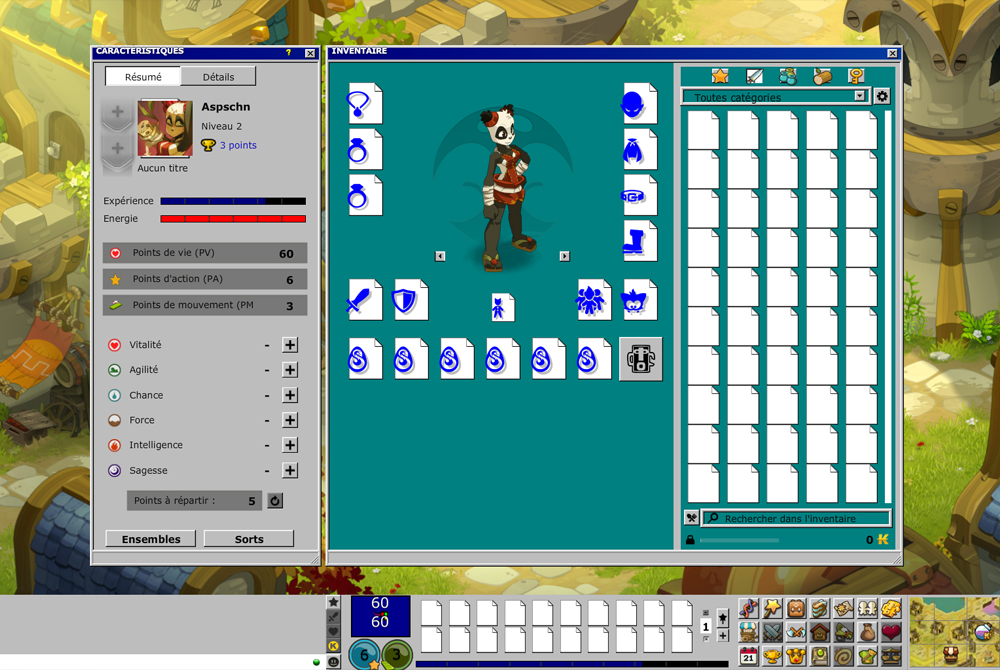 CARACTERISTIQUES
?
Résumé
Détails
Aspschn
Niveau 2
3 points
Aucun titre
Expérience
Energie
Points de vie (PV) 60
Points d'action (PA) 6
Points de mouvement (PM 3
Vitalité - +
Agilité - +
Chance - +
Force - +
Intelligence - +
Sagesse - +
Points à répartir : 5
Ensembles
Sorts
INVENTAIRE
Toutes catégories
Rechercher dans l'inventaire
0 K
60
60
6
3
1
+
21